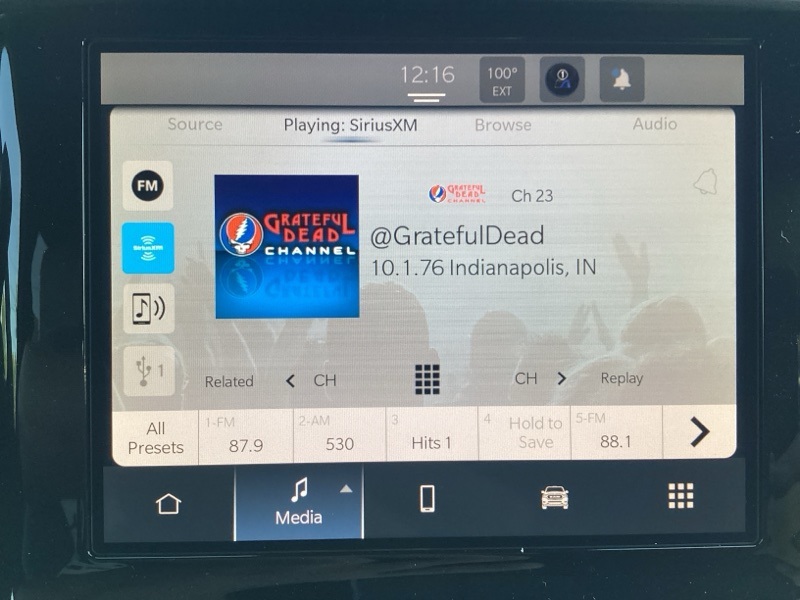 12:16
100°
EXT
Source
Playing: SiriusXM
Browse
Audio
FM
SiriusXM
GRATEFUL
DEAD
CHANNEL
GRATEFUL
DEAD
CHANNEL
Ch 23
@GratefulDead
10.1.76 Indianapolis, IN
1
Related
CH
CH
Replay
All
Presets
1-FM
87.9
2-AM
530
3
Hits 1
4
Hold to
Save
5-FM
88.1
Media